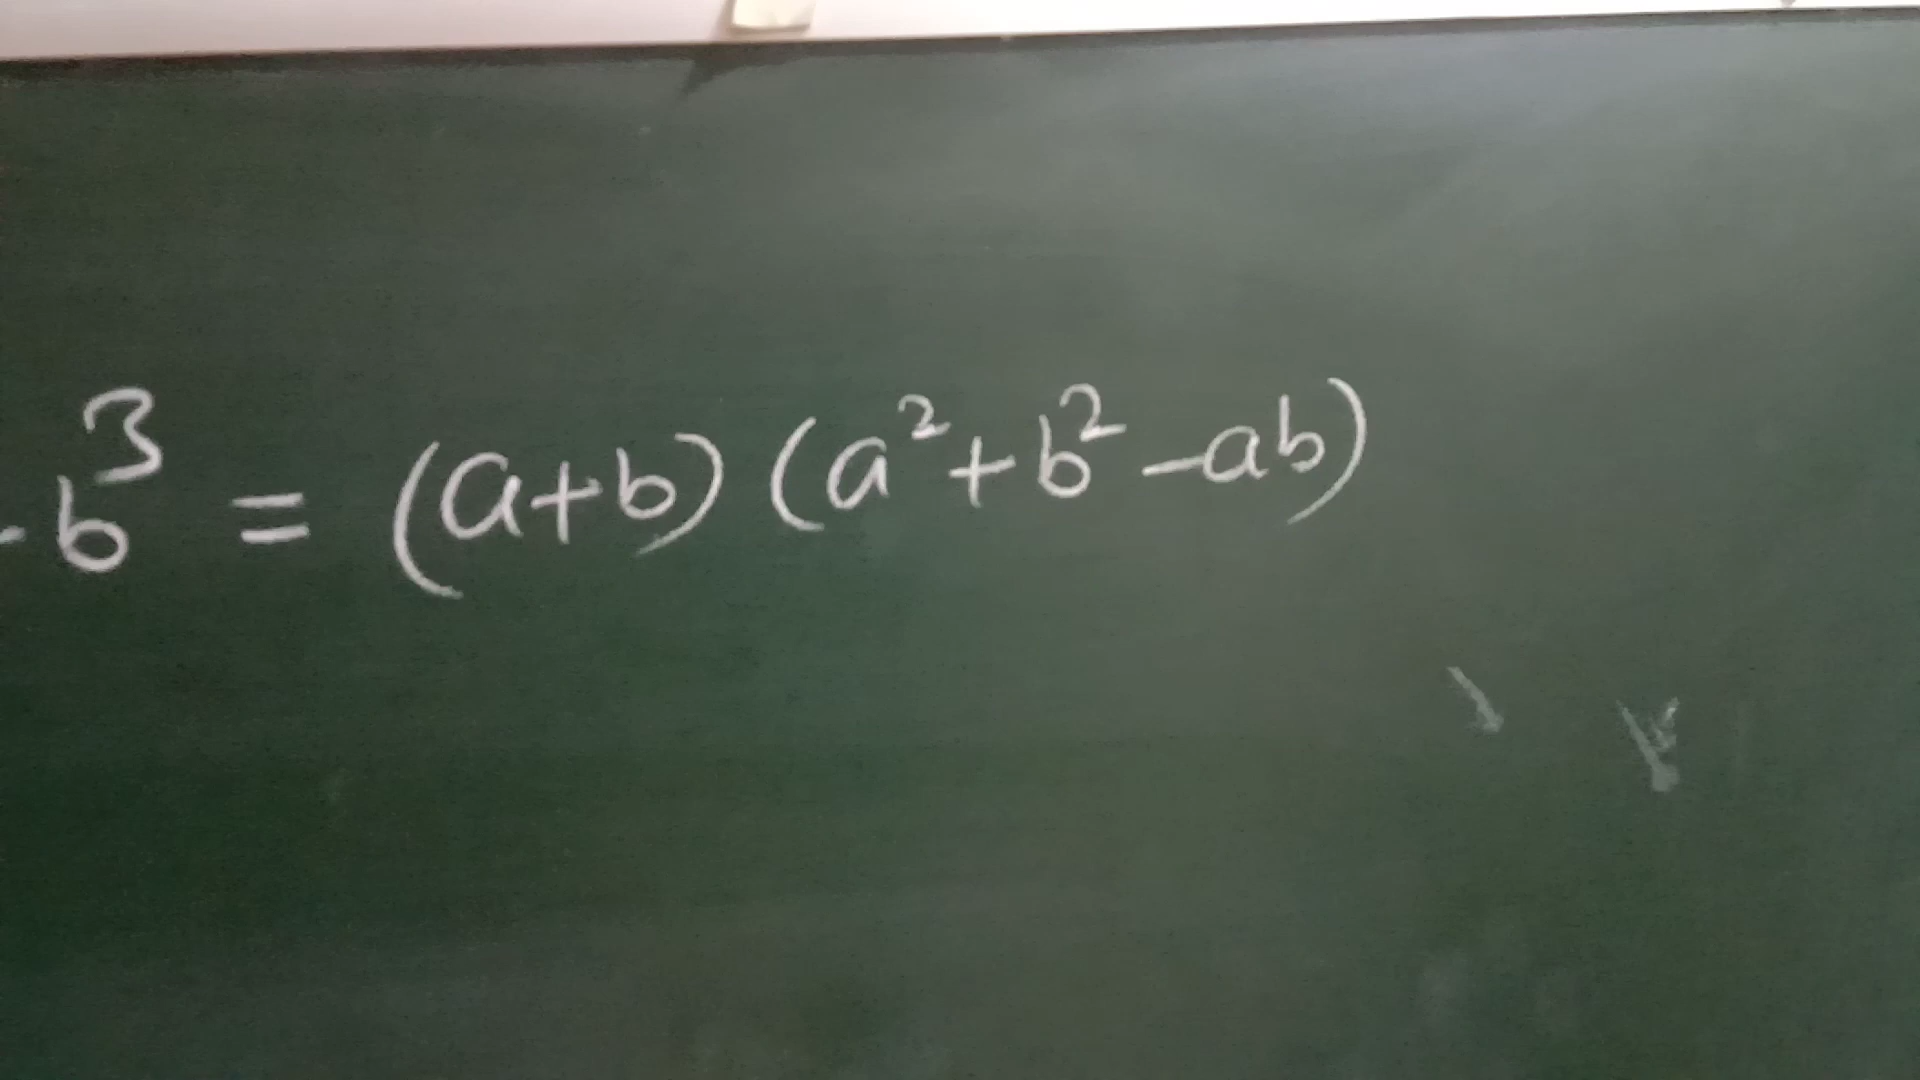 -b³ = (a+b) (a²+b²-ab)